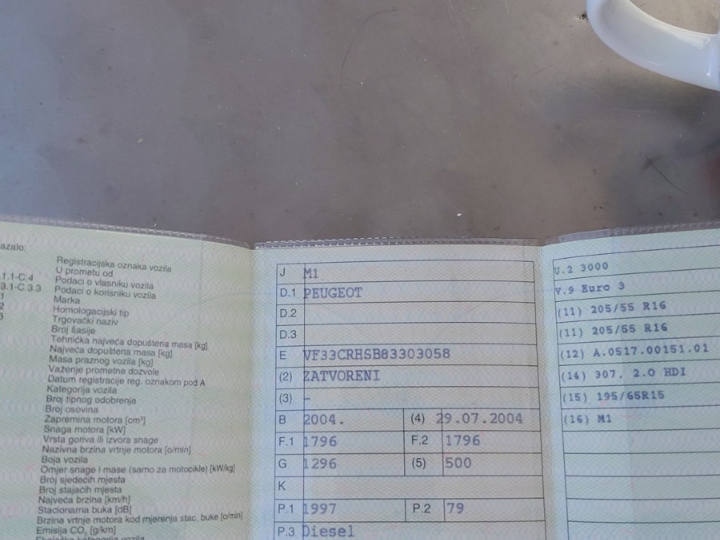 azalo:
Registracijska oznaka vozila
U prometu od
.1.1-C.4 Podaci o vlasniku vozila
3.1-C.3.3 Podaci o korisniku vozila
Marka
Homologacijski tip
Trgovački naziv
Broj šasije
Tehnička najveća dopuštena masa [kg]
Najveća dopuštena masa [kg]
Masa praznog vozila [kg]
Važenje prometne dozvole
Datum registracije reg. oznakom pod A
Kategorija vozila
Broj tipnog odobrenja
Broj osovina
Zapremina motora [cm³]
Snaga motora [kW]
Vrsta goriva ili izvora snage
Nazivna brzina vrtnje motora [o/min]
Boja vozila
Omjer snage i mase (samo za motocikle) [kW/kg]
Broj sjedećih mjesta
Broj stajaćih mjesta
Najveća brzina [km/h]
Stacionarna buka [dB]
Brzina vrtnje motora kod mjerenja stac. buke [o/min]
Emisija CO₂ [g/km]
J M1
D.1 PEUGEOT
D.2
D.3
E VF33CRHSB83303058
(2) ZATVORENI
(3) -
B 2004. (4) 29.07.2004
F.1 1796 F.2 1796
G 1296 (5) 500
K
P.1 1997 P.2 79
P.3 Diesel
U.2 3000
V.9 Euro 3
(11) 205/55 R16
(11) 205/55 R16
(12) A.0517.00151.01
(14) 307. 2.0 HDI
(15) 195/65R15
(16) M1